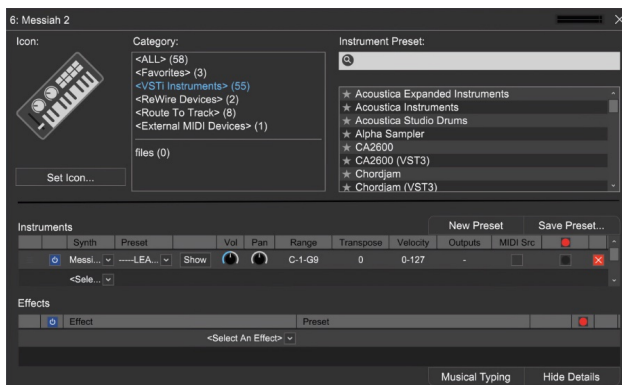 6: Messiah 2
Icon:
Set Icon...
Category:
<ALL> (58)
<Favorites> (3)
<VSTi Instruments> (55)
<ReWire Devices> (2)
<Route To Track> (8)
<External MIDI Devices> (1)
files (0)
Instrument Preset:
Acoustica Expanded Instruments
Acoustica Instruments
Acoustica Studio Drums
Alpha Sampler
CA2600
CA2600 (VST3)
Chordjam
Chordjam (VST3)
New Preset Save Preset...
Instruments
Synth Preset Vol Pan Range Transpose Velocity Outputs MIDI Src
Messi... -----LEA... Show C-1-G9 0 0-127 -
<Sele...
Effects
Effect Preset
<Select An Effect>
Musical Typing Hide Details